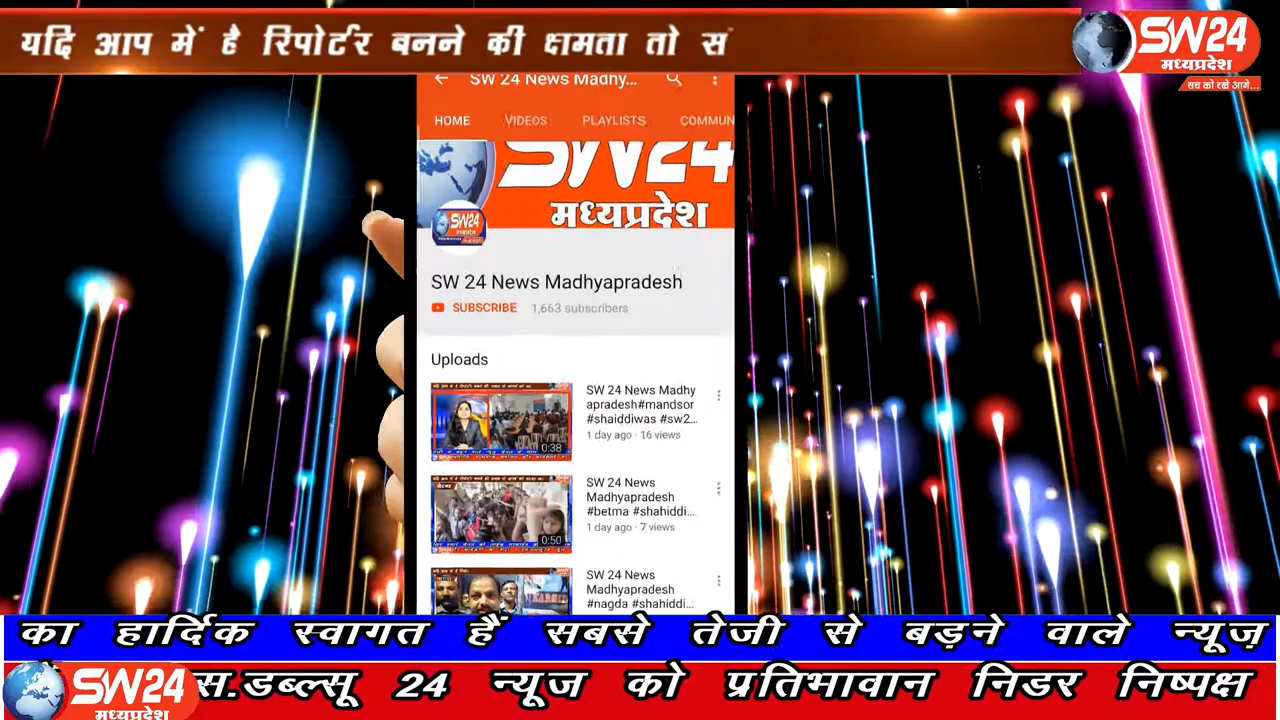 यदि आप में है रिपोर्टर बनने की क्षमता तो स
SW24
मध्यप्रदेश
सच को रखे आगे...
SW 24 News Madhy...
HOME VIDEOS PLAYLISTS COMMUN
SW24
मध्यप्रदेश
SW24
SW 24 News Madhyapradesh
SUBSCRIBE 1,663 subscribers
Uploads
SW 24 News Madhy
apradesh#mandsor
#shaiddiwas #sw2...
1 day ago · 16 views
0:38
SW 24 News
Madhyapradesh
#betma #shahiddi...
1 day ago · 7 views
0:50
SW 24 News
Madhyapradesh
#nagda #shahiddi...
का हार्दिक स्वागत हैं सबसे तेजी से बड़ने वाले न्यूज़
SW24
मध्यप्रदेश
स.डब्ल्सू 24 न्यूज को प्रतिभावान निडर निष्पक्ष